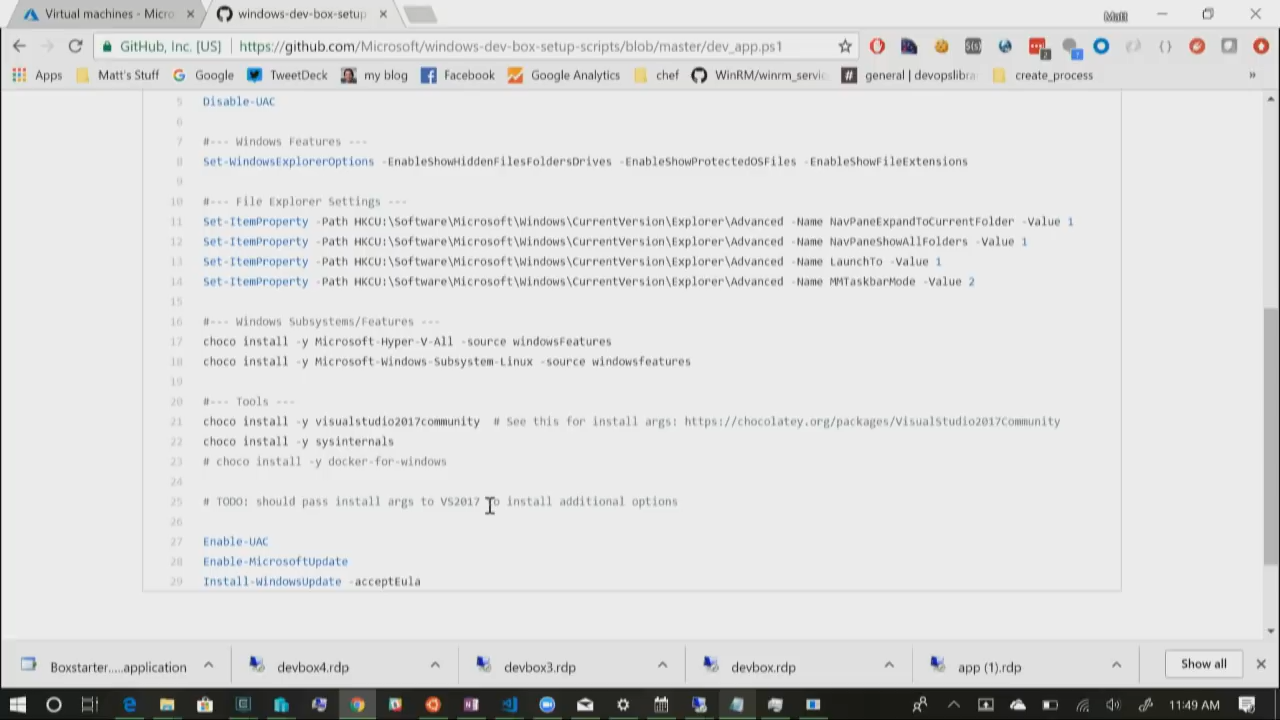 Virtual machines - Micro
windows-dev-box-setup
Matt
GitHub, Inc. [US]
https://github.com/Microsoft/windows-dev-box-setup-scripts/blob/master/dev_app.ps1
Apps
Matt's Stuff
Google
TweetDeck
my blog
Facebook
Google Analytics
chef
WinRM/winrm_servic
general | devopslibra
create_process
5 Disable-UAC
6
7 #--- Windows Features ---
8 Set-WindowsExplorerOptions -EnableShowHiddenFilesFoldersDrives -EnableShowProtectedOSFiles -EnableShowFileExtensions
9
10 #--- File Explorer Settings ---
11 Set-ItemProperty -Path HKCU:\Software\Microsoft\Windows\CurrentVersion\Explorer\Advanced -Name NavPaneExpandToCurrentFolder -Value 1
12 Set-ItemProperty -Path HKCU:\Software\Microsoft\Windows\CurrentVersion\Explorer\Advanced -Name NavPaneShowAllFolders -Value 1
13 Set-ItemProperty -Path HKCU:\Software\Microsoft\Windows\CurrentVersion\Explorer\Advanced -Name LaunchTo -Value 1
14 Set-ItemProperty -Path HKCU:\Software\Microsoft\Windows\CurrentVersion\Explorer\Advanced -Name MMTaskbarMode -Value 2
15
16 #--- Windows Subsystems/Features ---
17 choco install -y Microsoft-Hyper-V-All -source windowsFeatures
18 choco install -y Microsoft-Windows-Subsystem-Linux -source windowsfeatures
19
20 #--- Tools ---
21 choco install -y visualstudio2017community # See this for install args: https://chocolatey.org/packages/VisualStudio2017Community
22 choco install -y sysinternals
23 # choco install -y docker-for-windows
24
25 # TODO: should pass install args to VS2017 to install additional options
26
27 Enable-UAC
28 Enable-MicrosoftUpdate
29 Install-WindowsUpdate -acceptEula
Boxstarter.....application
devbox4.rdp
devbox3.rdp
devbox.rdp
app (1).rdp
Show all
11:49 AM